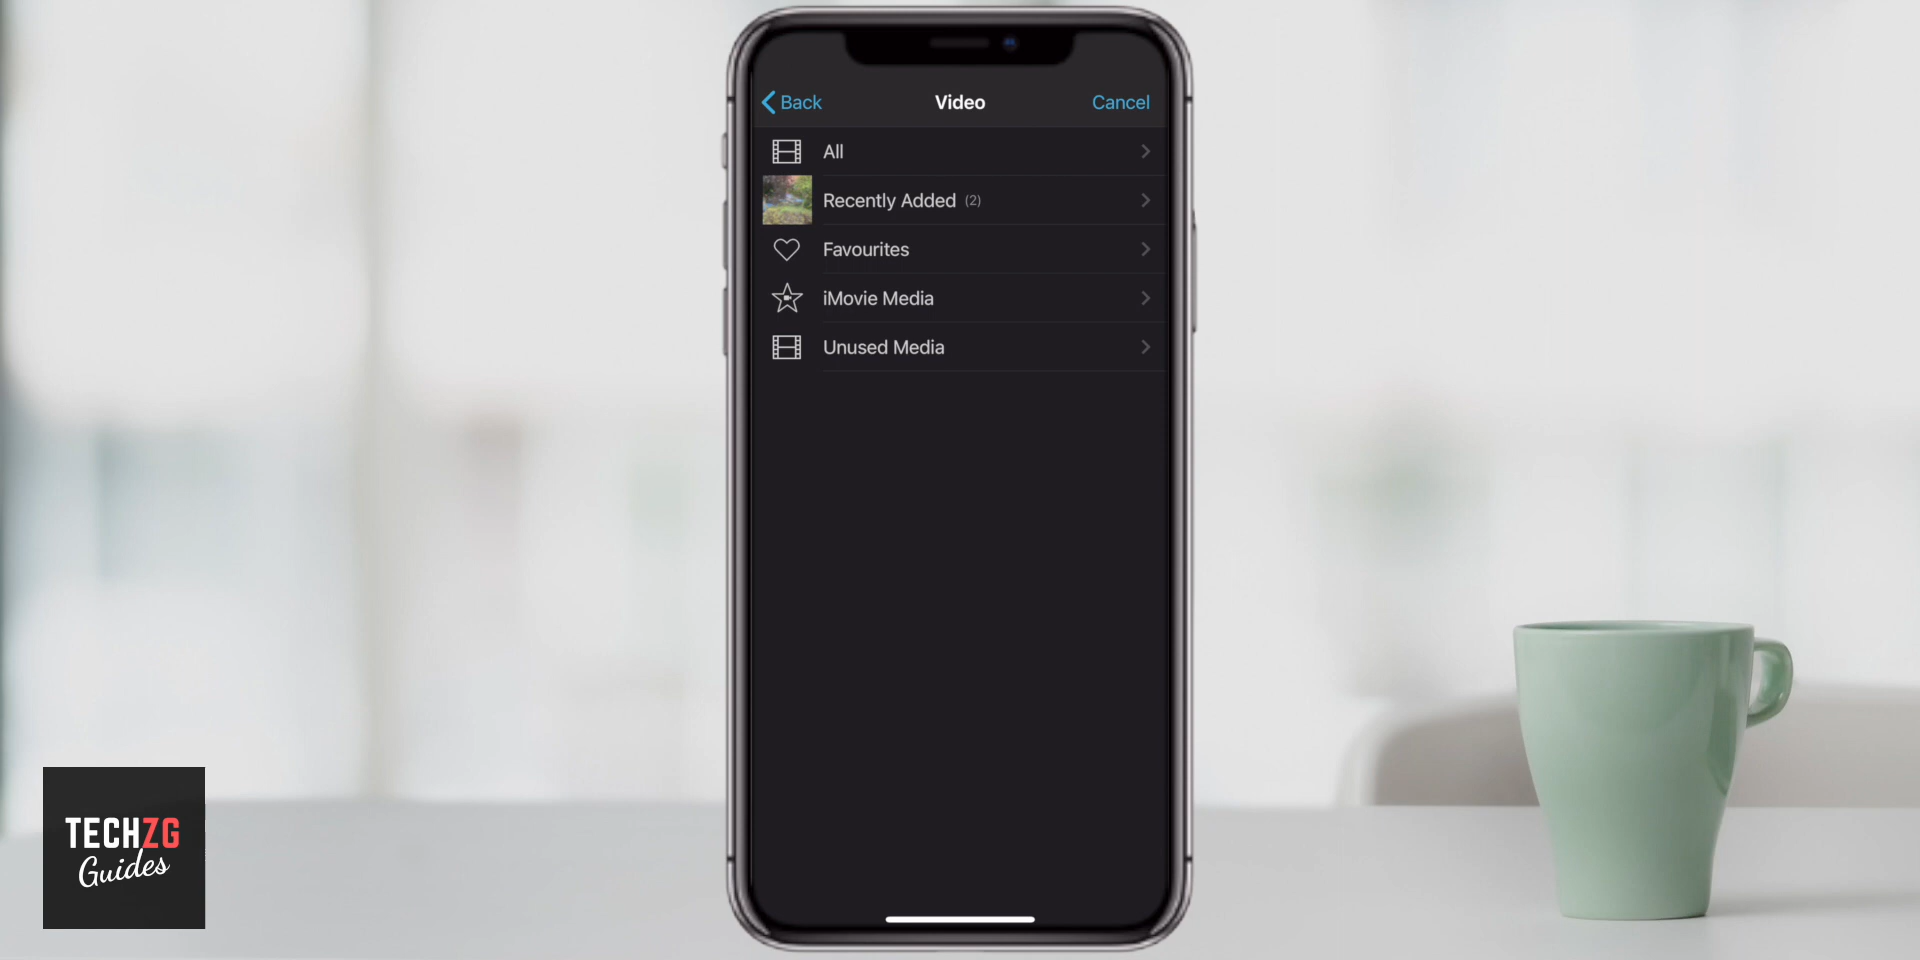 Back
Video
Cancel
All
Recently Added (2)
Favourites
iMovie Media
Unused Media
TECHZG
Guides